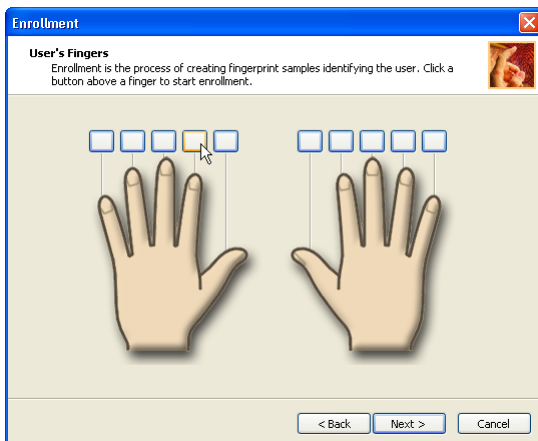 Enrollment
User's Fingers
Enrollment is the process of creating fingerprint samples identifying the user. Click a
button above a finger to start enrollment.
< Back
Next >
Cancel